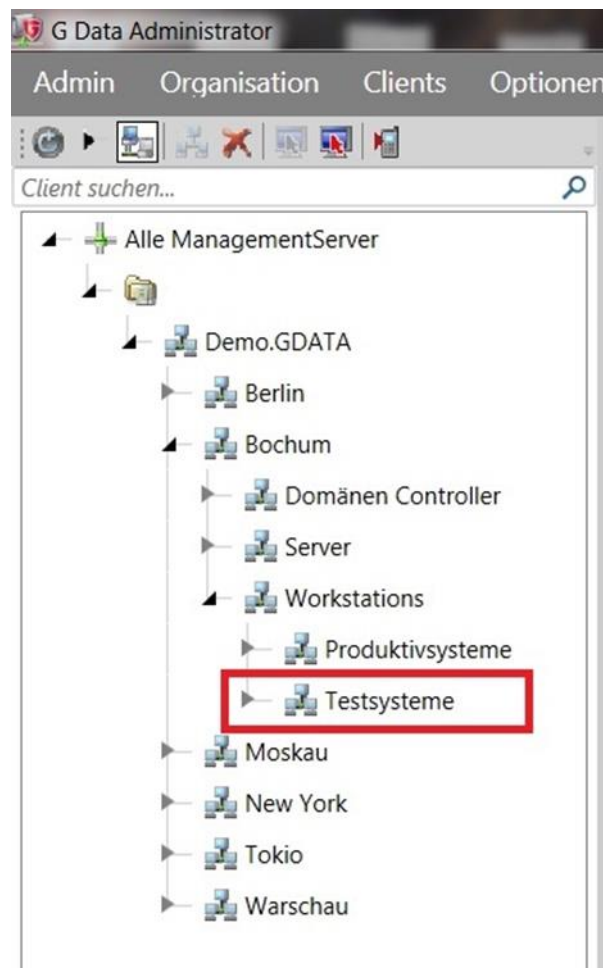 G Data Administrator
Admin Organisation Clients Optionen
Client suchen...
Alle ManagementServer
Demo.GDATA
Berlin
Bochum
Domänen Controller
Server
Workstations
Produktivsysteme
Testsysteme
Moskau
New York
Tokio
Warschau